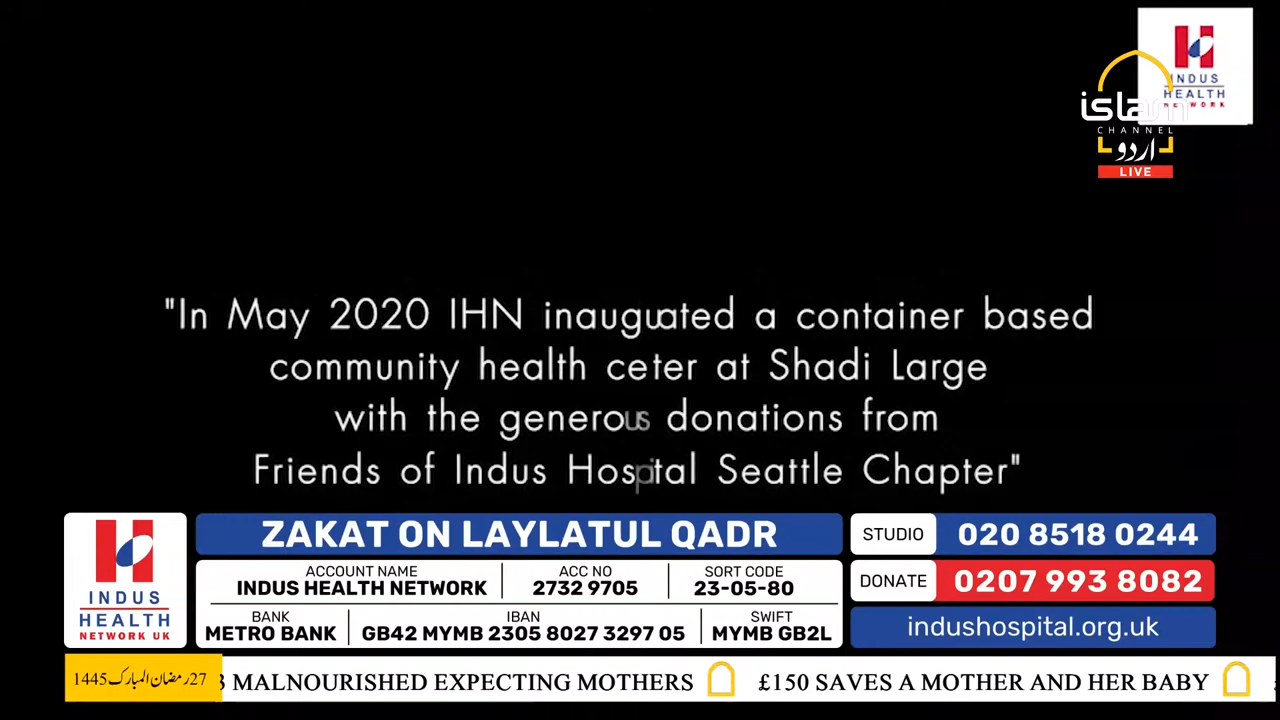 INDUS
HEALTH
NETWORK
islam
CHANNEL
اردو
LIVE
"In May 2020 IHN inauguated a container based
community health ceter at Shadi Large
with the generous donations from
Friends of Indus Hospital Seattle Chapter"
INDUS
HEALTH
NETWORK UK
ZAKAT ON LAYLATUL QADR
ACCOUNT NAME
INDUS HEALTH NETWORK
ACC NO
2732 9705
SORT CODE
23-05-80
BANK
METRO BANK
IBAN
GB42 MYMB 2305 8027 3297 05
SWIFT
MYMB GB2L
STUDIO 020 8518 0244
DONATE 0207 993 8082
indushospital.org.uk
27 رمضان المبارک 1445
MALNOURISHED EXPECTING MOTHERS £150 SAVES A MOTHER AND HER BABY